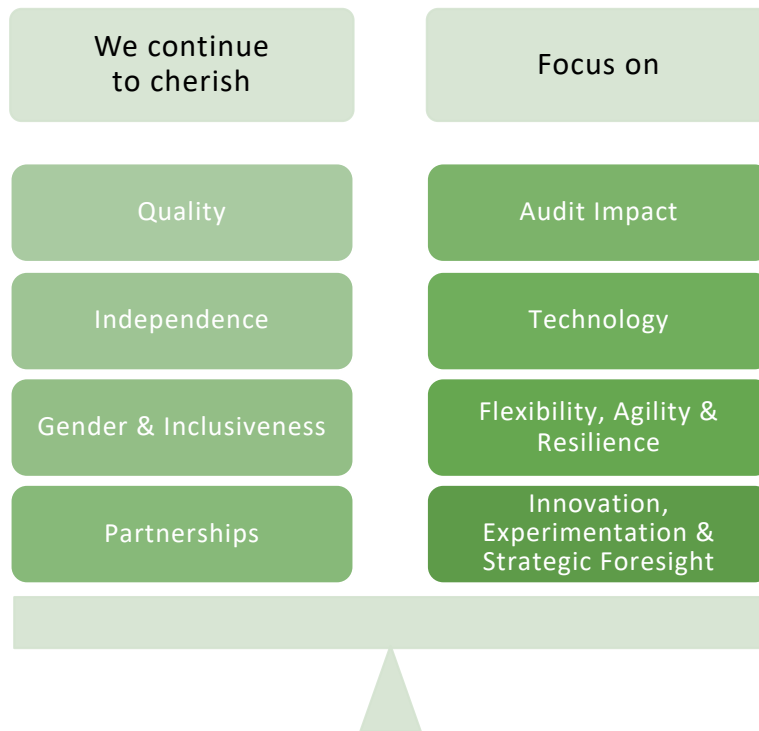 We continue
to cherish
Focus on
Quality
Audit Impact
Independence
Technology
Gender & Inclusiveness
Flexibility, Agility &
Resilience
Partnerships
Innovation,
Experimentation &
Strategic Foresight